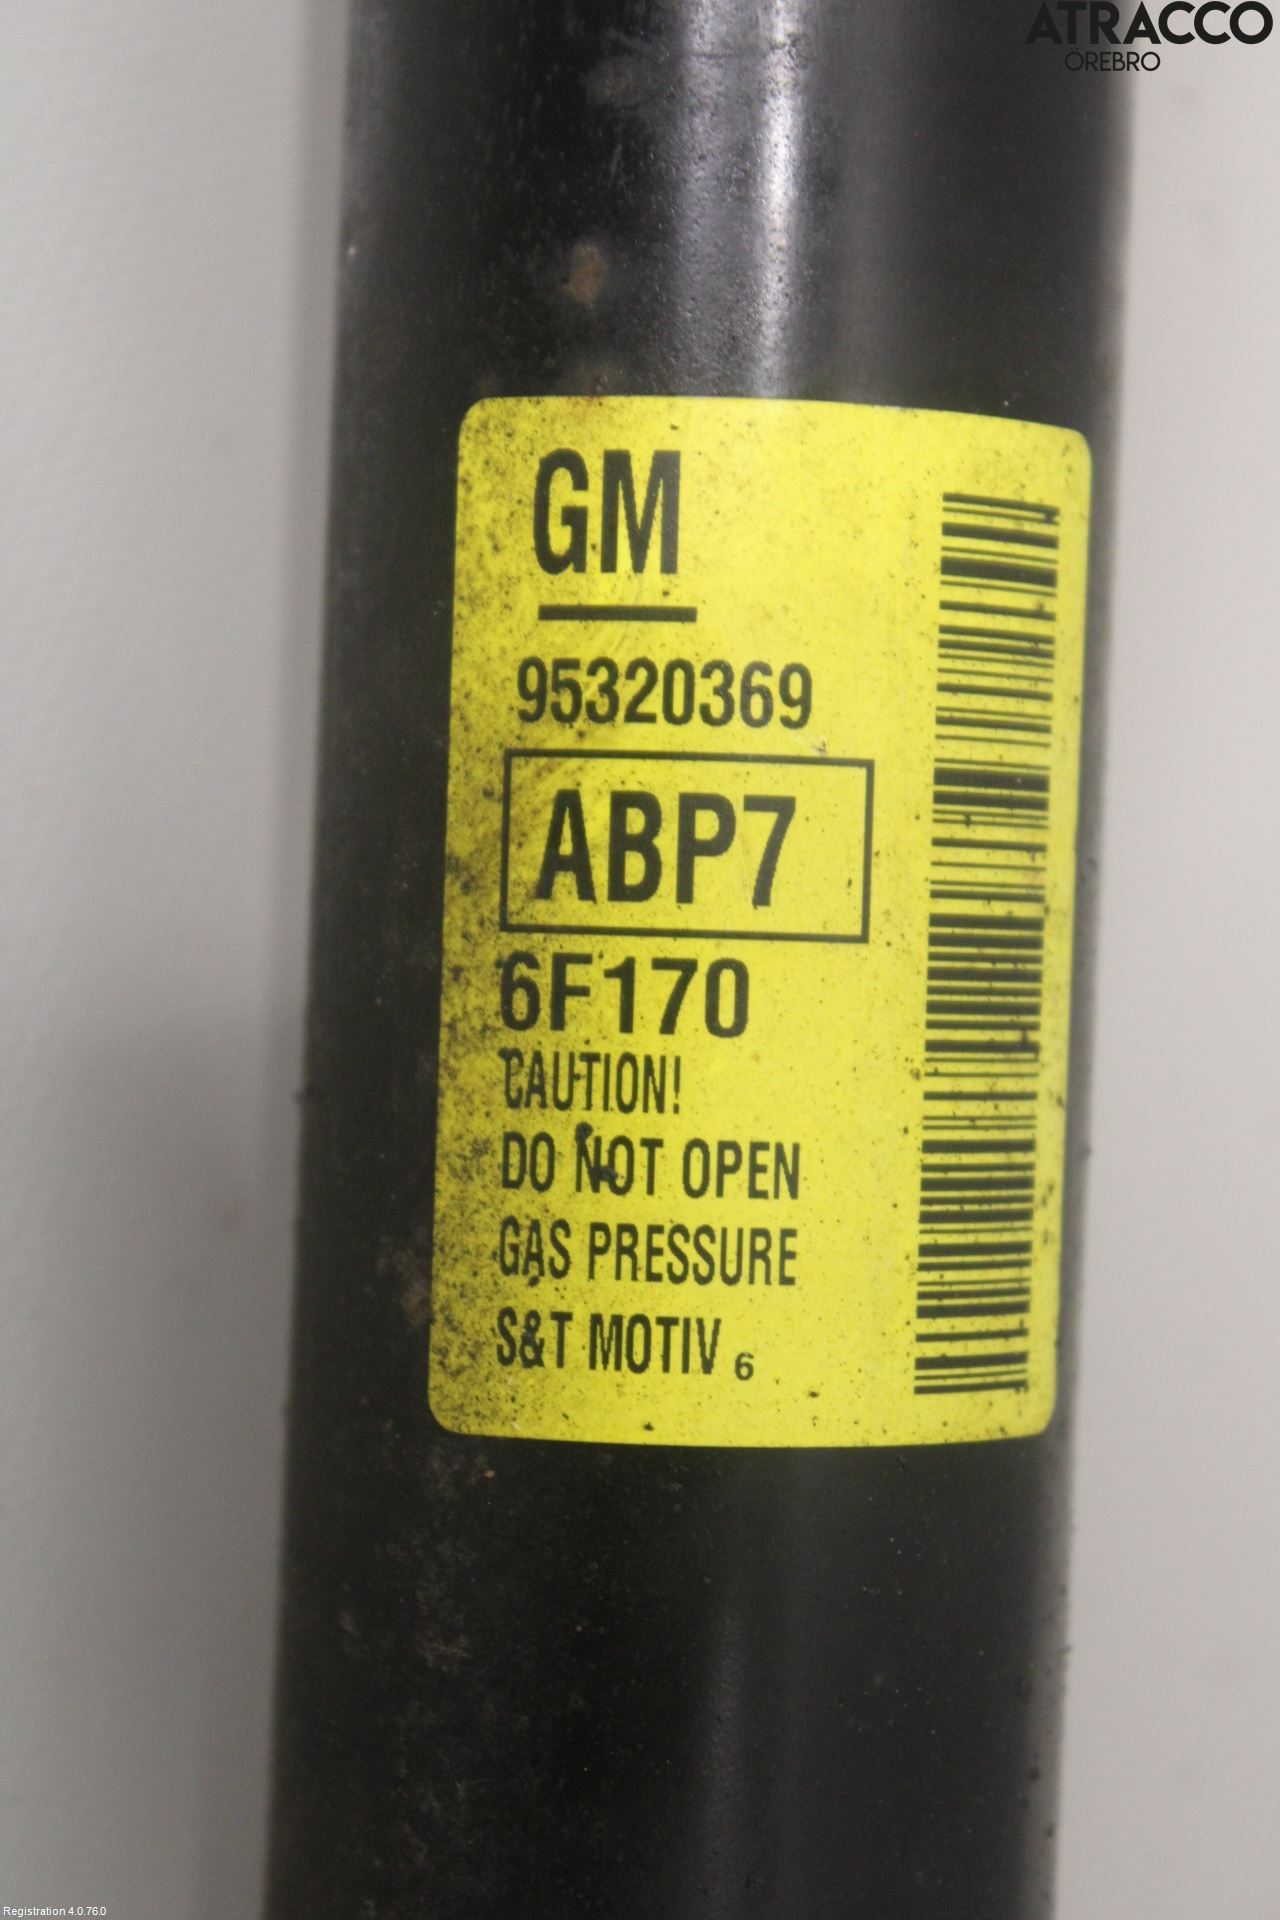 ATRACCO
ÖREBRO
GM
95320369
ABP7
6F170
CAUTION!
DO NOT OPEN
GAS PRESSURE
S&T MOTIV 6
Registration 4.0.76.0